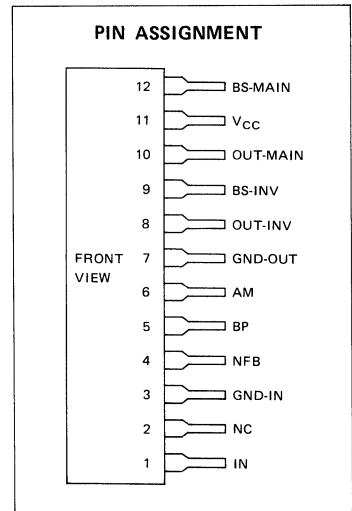 PIN ASSIGNMENT
12 BS-MAIN
11 VCC
10 OUT-MAIN
9 BS-INV
8 OUT-INV
FRONT VIEW
7 GND-OUT
6 AM
5 BP
4 NFB
3 GND-IN
2 NC
1 IN